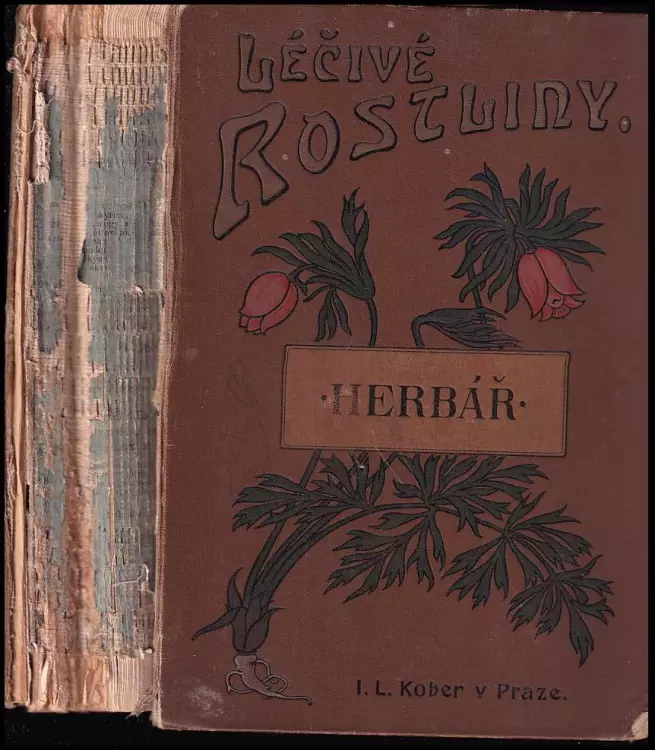 Léčivé
Rostliny.
·HERBÁŘ·
I. L. Kober v Praze.